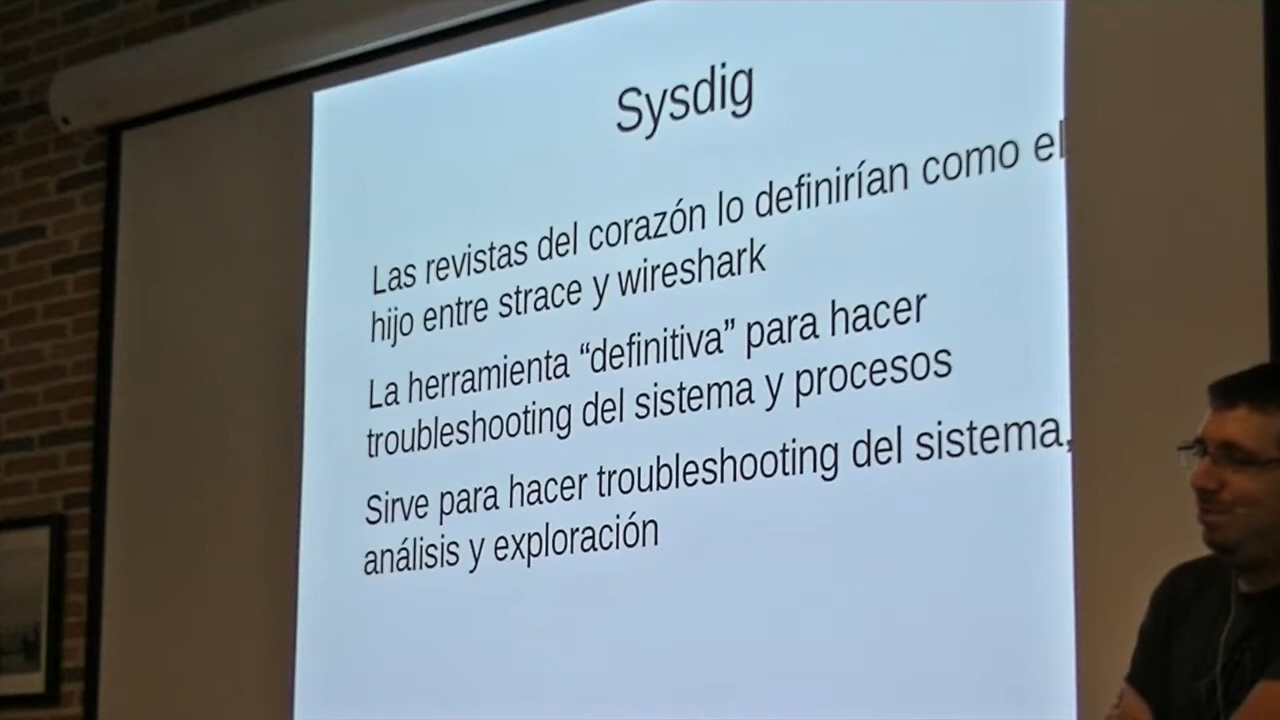 Sysdig
Las revistas del corazón lo definirían como el
hijo entre strace y wireshark
La herramienta “definitiva” para hacer
troubleshooting del sistema y procesos
Sirve para hacer troubleshooting del sistema,
análisis y exploración